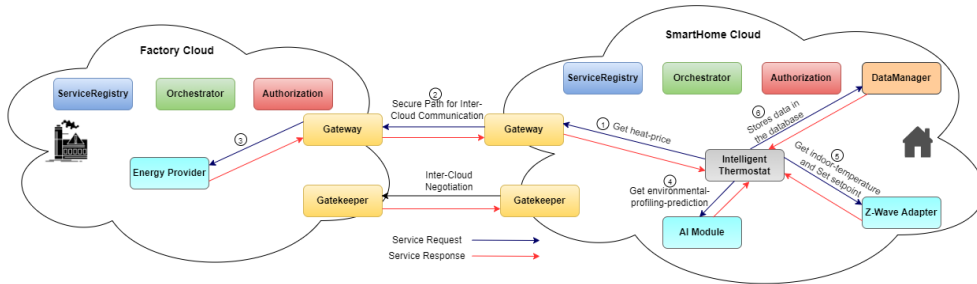 Factory Cloud
SmartHome Cloud
ServiceRegistry
Orchestrator
Authorization
ServiceRegistry
Orchestrator
Authorization
DataManager
2
Secure Path for Inter-
Cloud Communication
Gateway
Gateway
1 Get heat-price
6
Stores data in
the database
3
Energy Provider
Intelligent
Thermostat
5
Get indoor-temperature
and Set setpoint
4
Get environmental-
profiling-prediction
Inter-Cloud
Negotiation
Gatekeeper
Gatekeeper
AI Module
Z-Wave Adapter
Service Request
Service Response